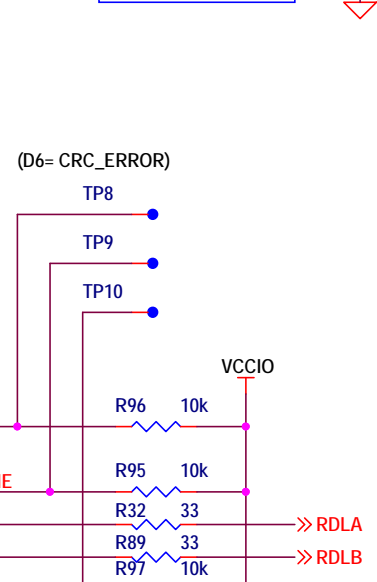 (D6= CRC_ERROR)
TP8
TP9
TP10
VCCIO
R96 10k
R95 10k
R32 33
RDLA
R89 33
RDLB
R97 10k